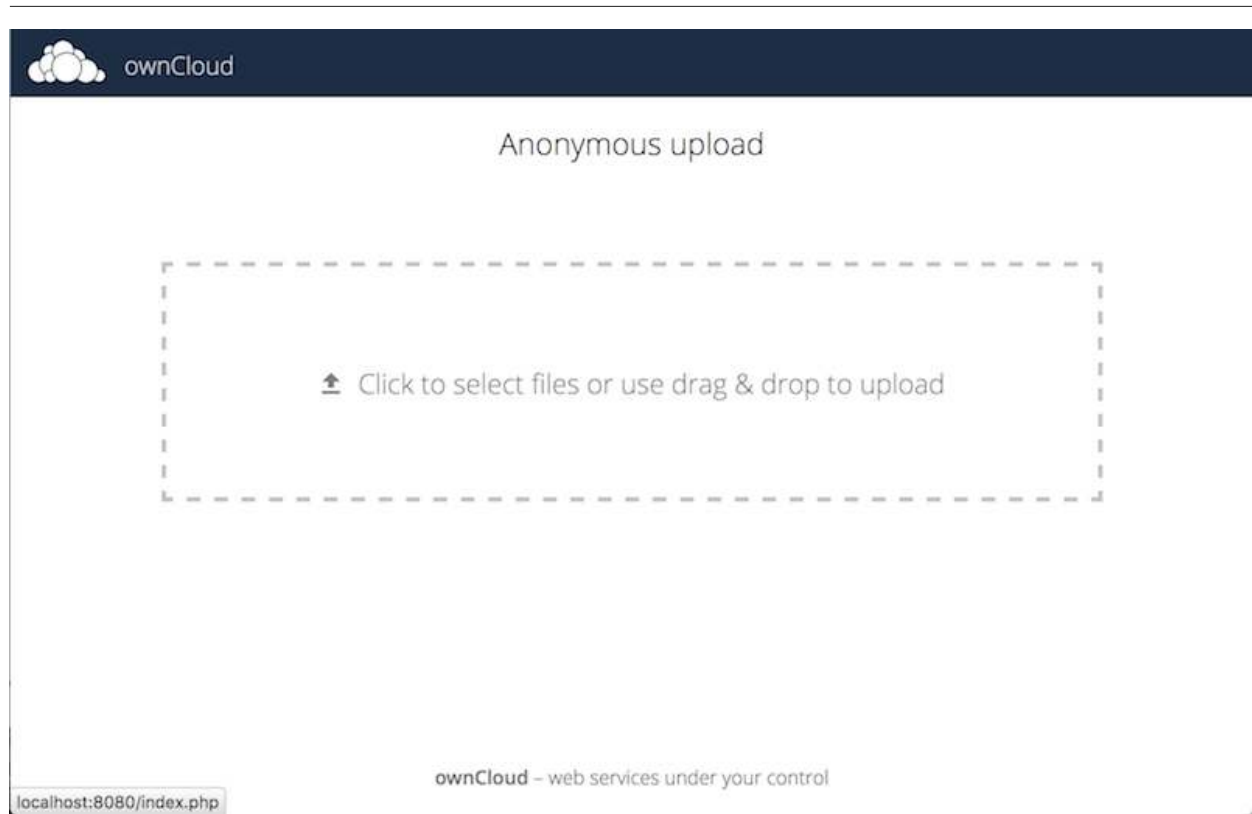 ownCloud
Anonymous upload
Click to select files or use drag & drop to upload
ownCloud – web services under your control
localhost:8080/index.php